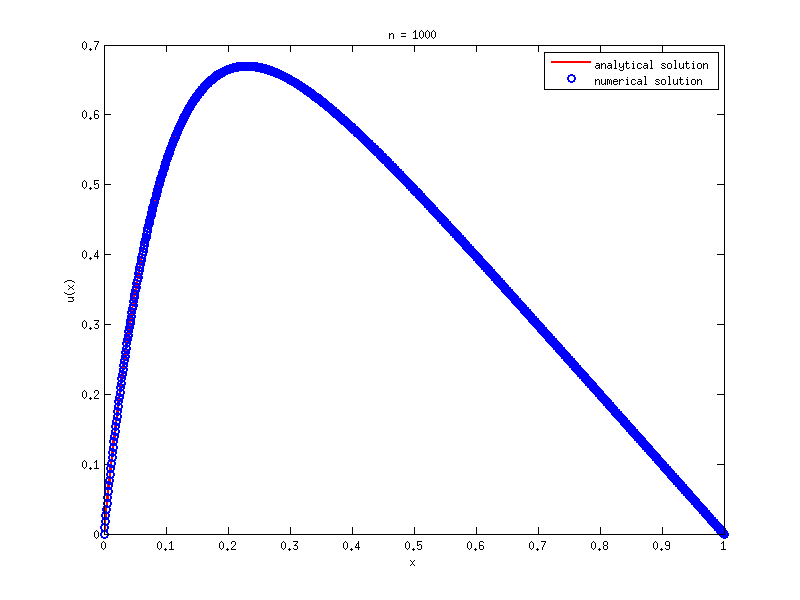 n = 1000
analytical solution
numerical solution
u(x)
0.7
0.6
0.5
0.4
0.3
0.2
0.1
0
0 0.1 0.2 0.3 0.4 0.5 0.6 0.7 0.8 0.9 1
x